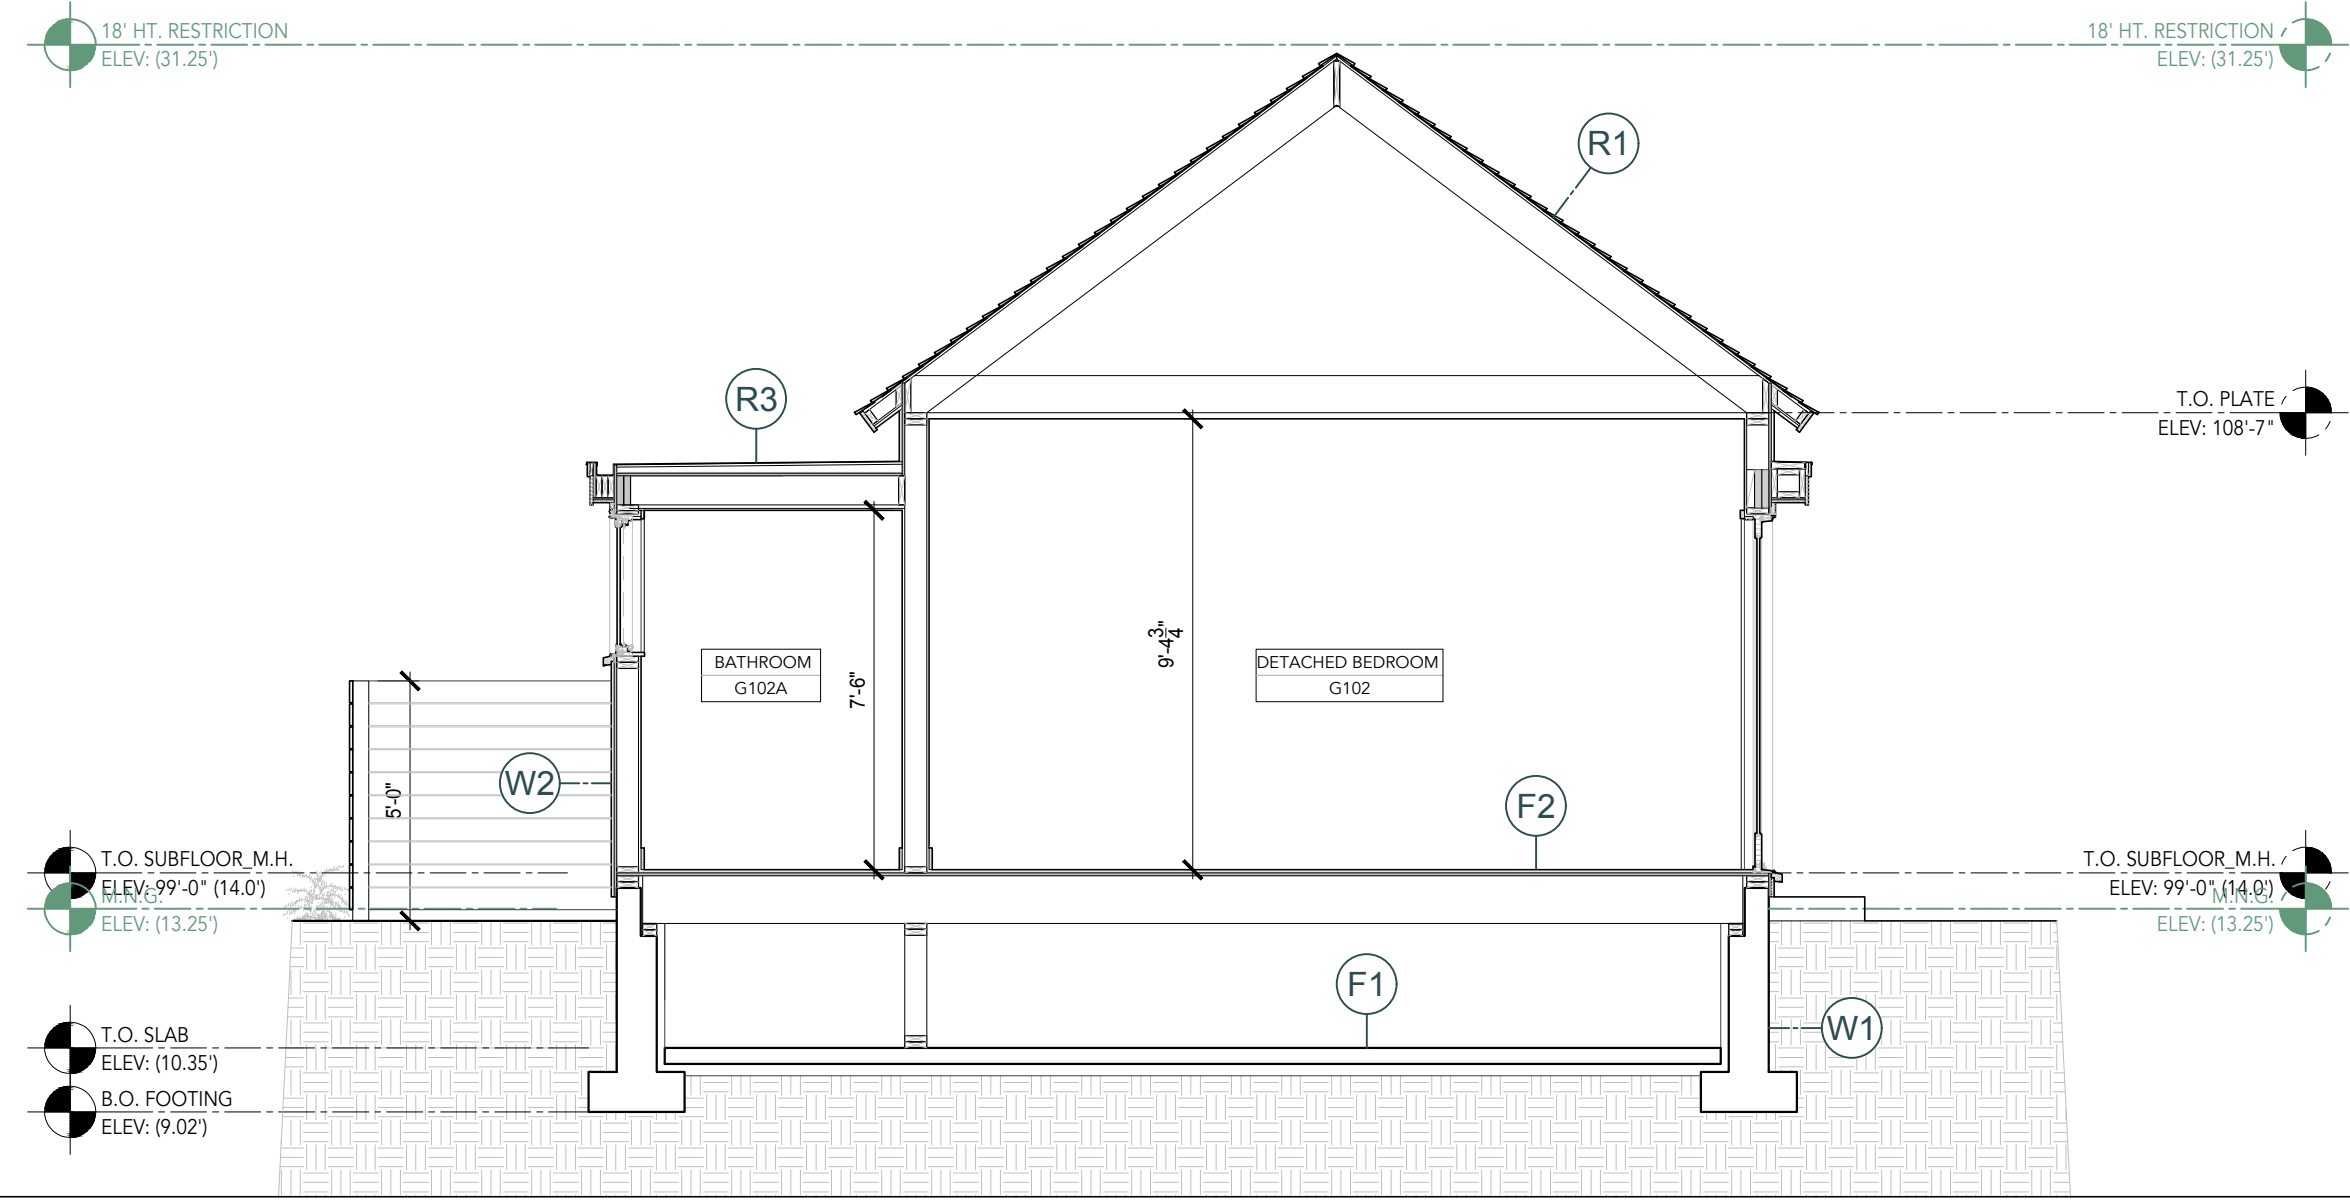 18' HT. RESTRICTION
ELEV: (31.25')
18' HT. RESTRICTION
ELEV: (31.25')
R1
R3
T.O. PLATE
ELEV: 108'-7"
BATHROOM
G102A
7'-6"
9'-4 3/4"
DETACHED BEDROOM
G102
W2
5'-0"
F2
T.O. SUBFLOOR_M.H.
ELEV: 99'-0" (14.0')
M.N.G.
ELEV: (13.25')
T.O. SUBFLOOR_M.H.
ELEV: 99'-0" (14.0')
M.N.G.
ELEV: (13.25')
F1
W1
T.O. SLAB
ELEV: (10.35')
B.O. FOOTING
ELEV: (9.02')